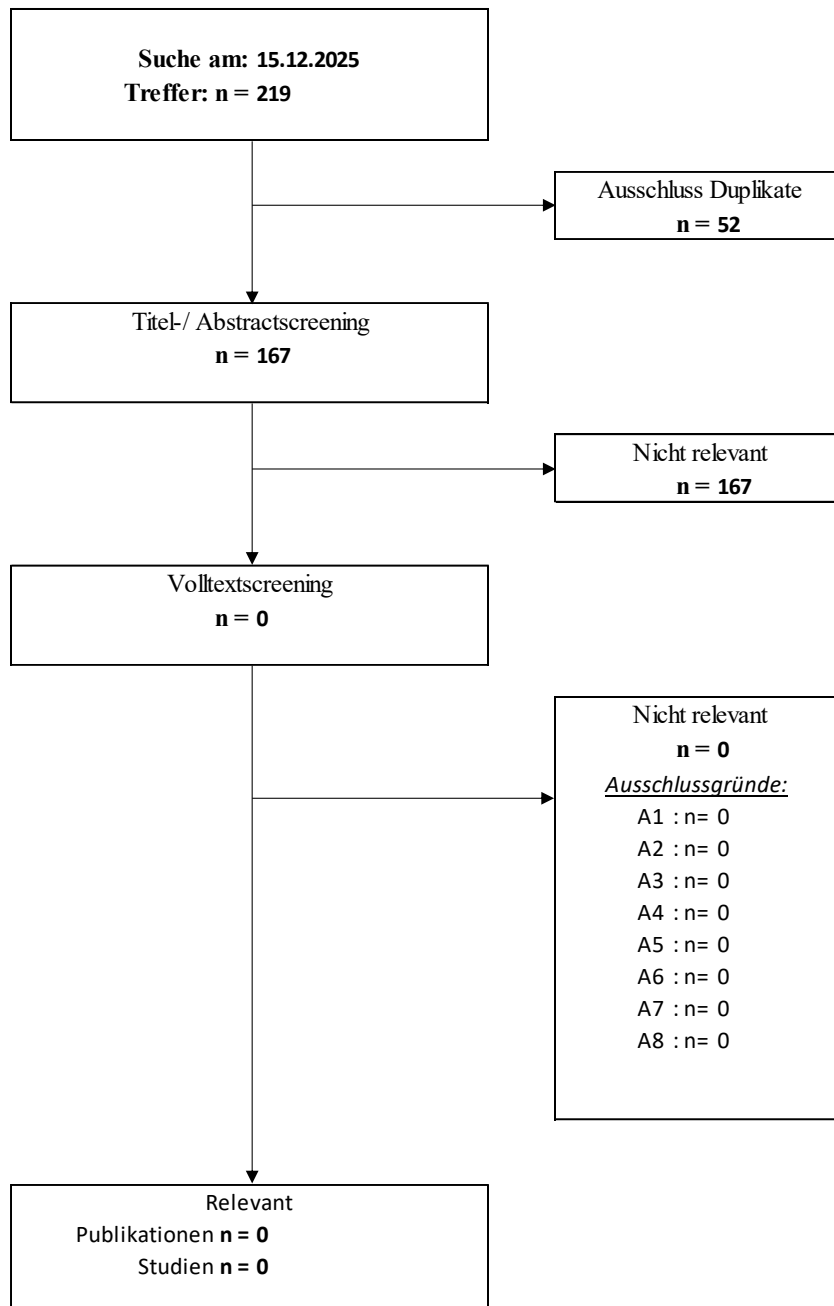 Suche am: 15.12.2025
Treffer: n = 219
Ausschluss Duplikate
n = 52
Titel-/ Abstractscreening
n = 167
Nicht relevant
n = 167
Volltextscreening
n = 0
Nicht relevant
n = 0
Ausschlussgründe:
A1 : n= 0
A2 : n= 0
A3 : n= 0
A4 : n= 0
A5 : n= 0
A6 : n= 0
A7 : n= 0
A8 : n= 0
Relevant
Publikationen n = 0
Studien n = 0